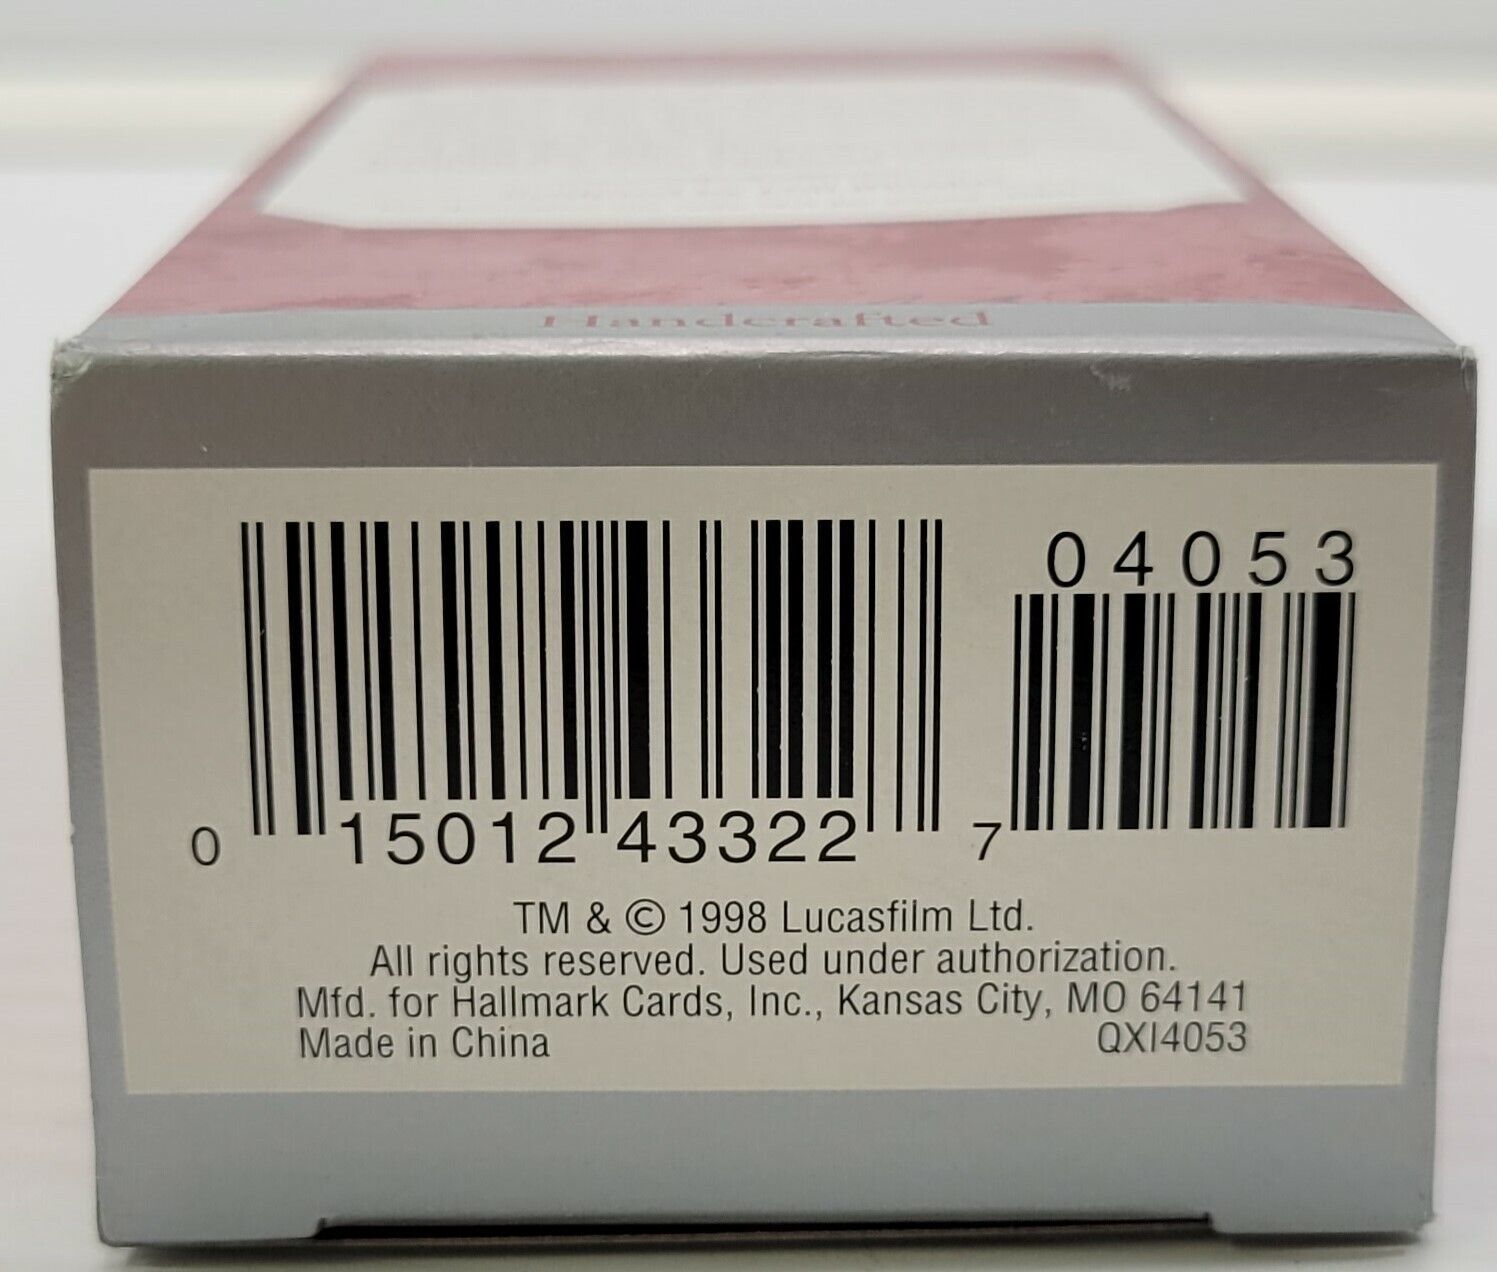 Handcrafted
04053
0 15012 43322 7
TM & © 1998 Lucasfilm Ltd.
All rights reserved. Used under authorization.
Mfd. for Hallmark Cards, Inc., Kansas City, MO 64141
Made in China QXI4053